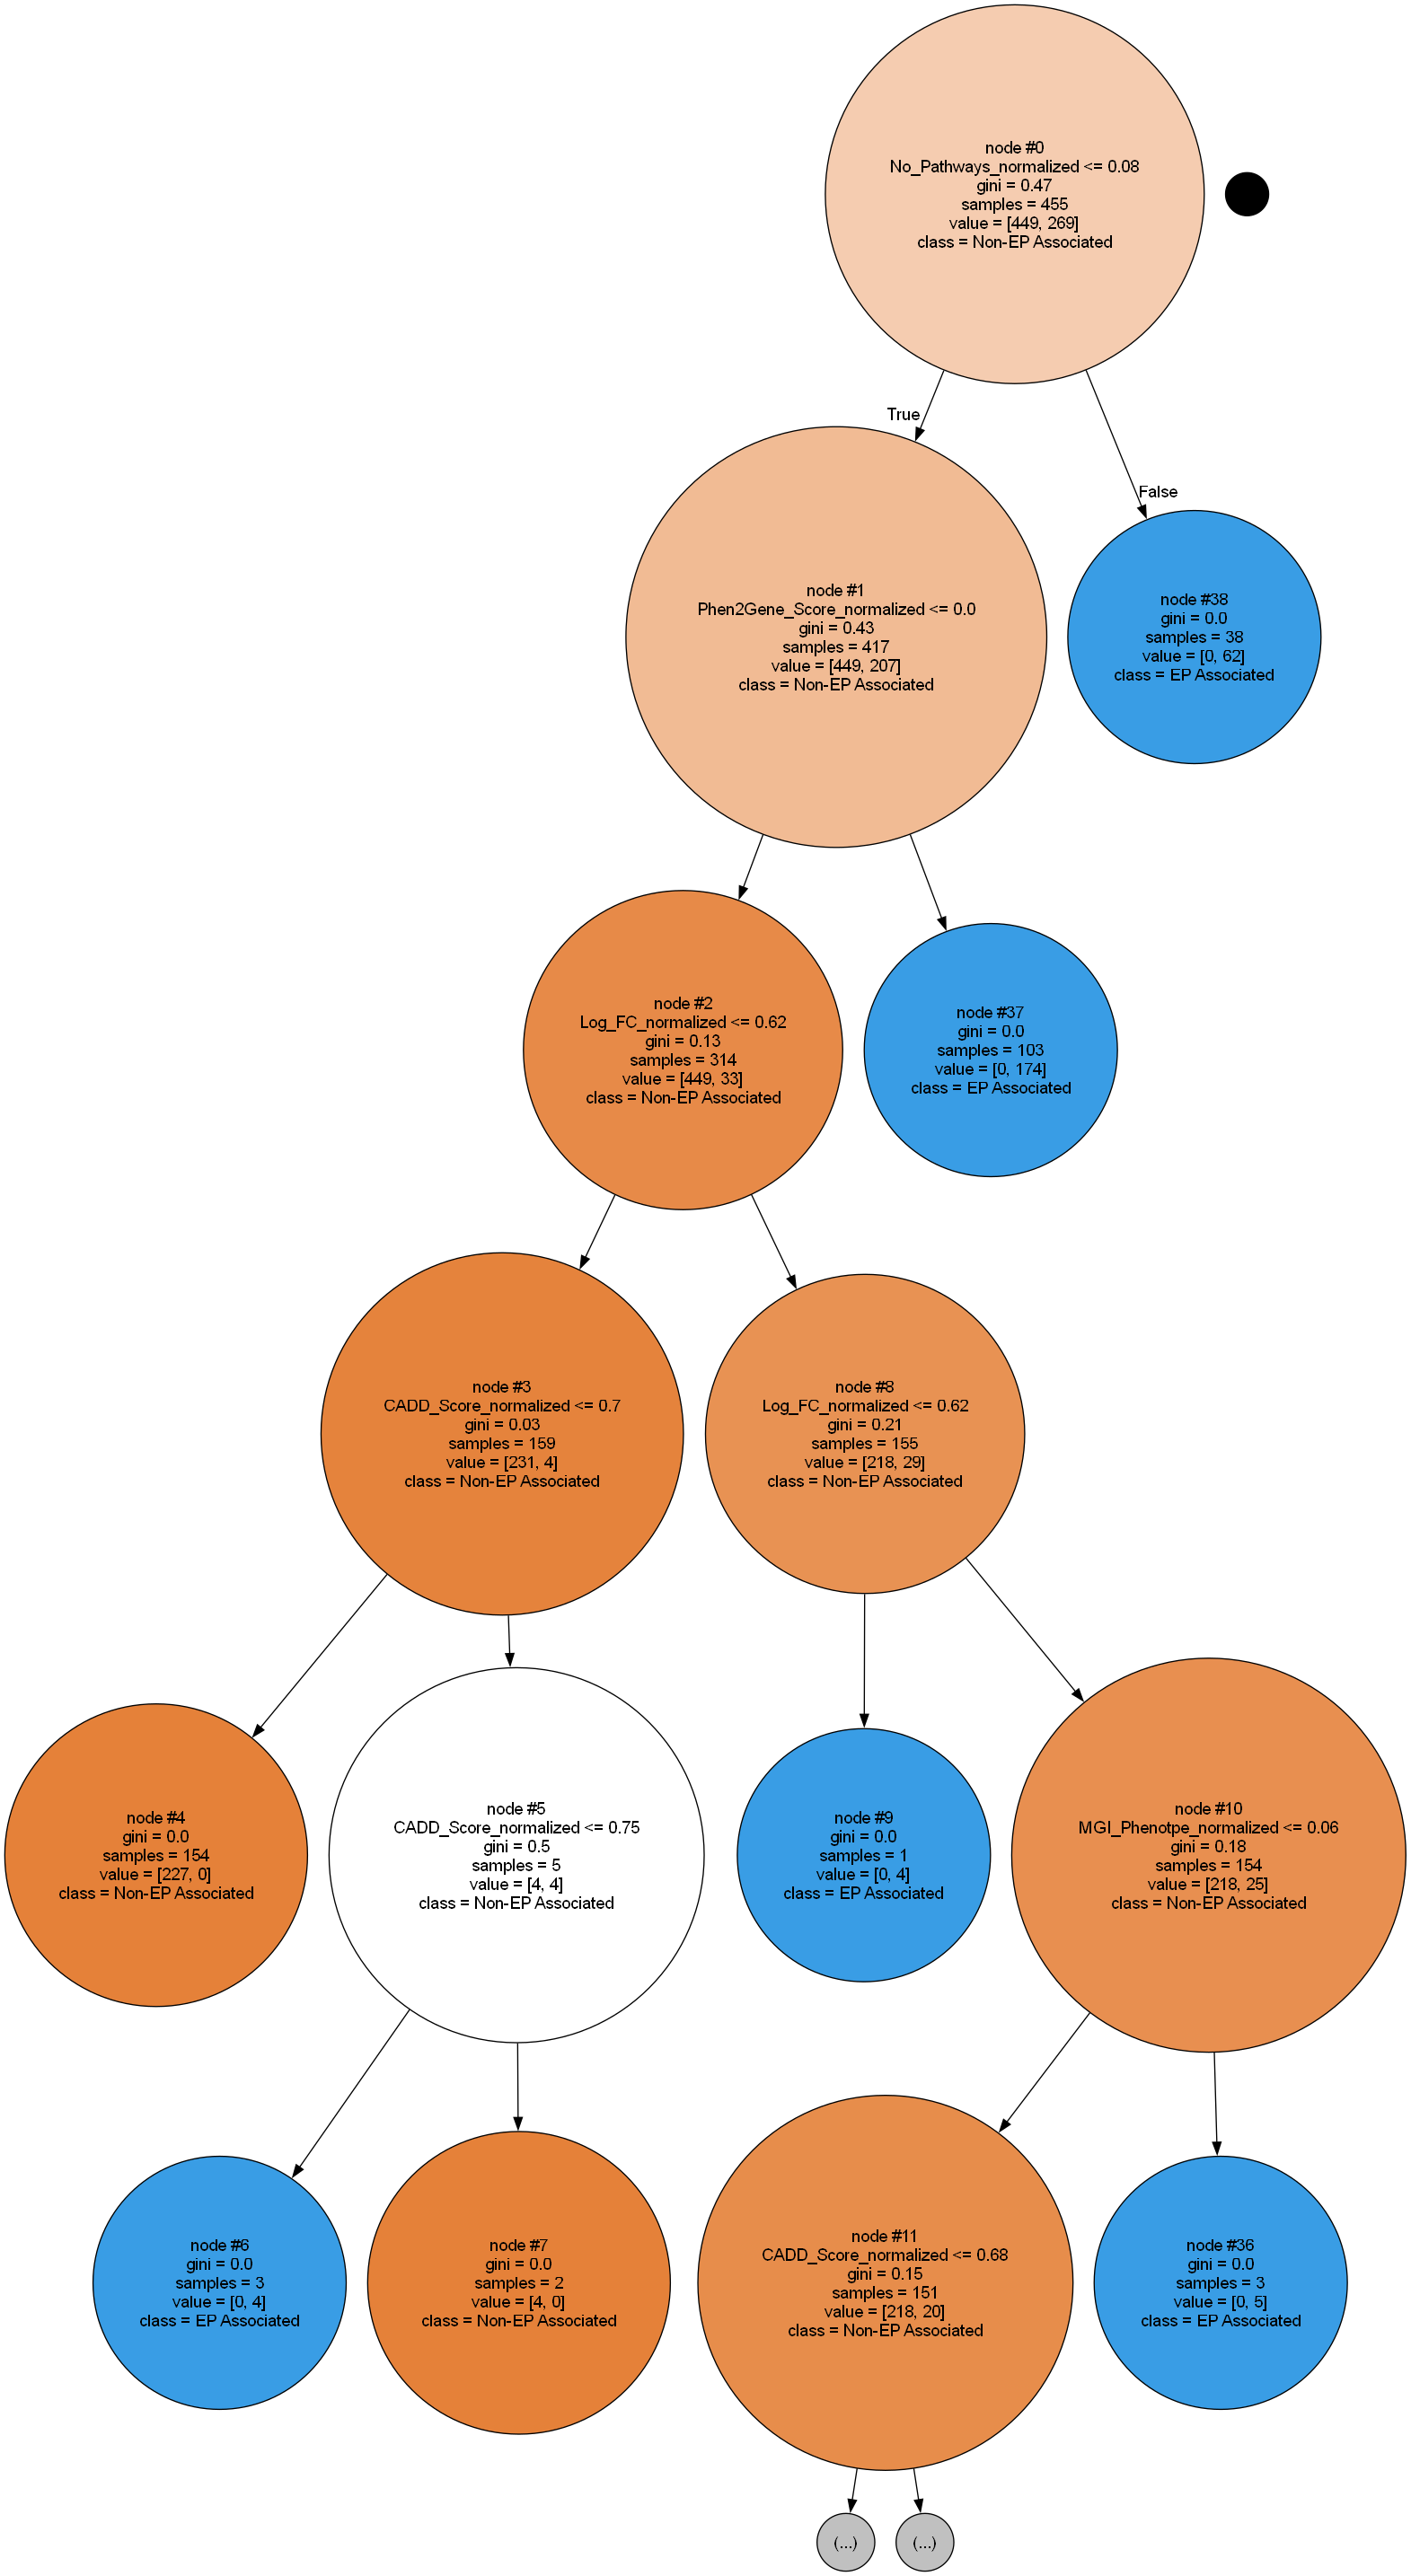 node #0
No_Pathways_normalized <= 0.08
gini = 0.47
samples = 455
value = [449, 269]
class = Non-EP Associated
True
False
node #1
Phen2Gene_Score_normalized <= 0.0
gini = 0.43
samples = 417
value = [449, 207]
class = Non-EP Associated
node #38
gini = 0.0
samples = 38
value = [0, 62]
class = EP Associated
node #2
Log_FC_normalized <= 0.62
gini = 0.13
samples = 314
value = [449, 33]
class = Non-EP Associated
node #37
gini = 0.0
samples = 103
value = [0, 174]
class = EP Associated
node #3
CADD_Score_normalized <= 0.7
gini = 0.03
samples = 159
value = [231, 4]
class = Non-EP Associated
node #8
Log_FC_normalized <= 0.62
gini = 0.21
samples = 155
value = [218, 29]
class = Non-EP Associated
node #4
gini = 0.0
samples = 154
value = [227, 0]
class = Non-EP Associated
node #5
CADD_Score_normalized <= 0.75
gini = 0.5
samples = 5
value = [4, 4]
class = Non-EP Associated
node #9
gini = 0.0
samples = 1
value = [0, 4]
class = EP Associated
node #10
MGI_Phenotpe_normalized <= 0.06
gini = 0.18
samples = 154
value = [218, 25]
class = Non-EP Associated
node #6
gini = 0.0
samples = 3
value = [0, 4]
class = EP Associated
node #7
gini = 0.0
samples = 2
value = [4, 0]
class = Non-EP Associated
node #11
CADD_Score_normalized <= 0.68
gini = 0.15
samples = 151
value = [218, 20]
class = Non-EP Associated
node #36
gini = 0.0
samples = 3
value = [0, 5]
class = EP Associated
(...)
(...)